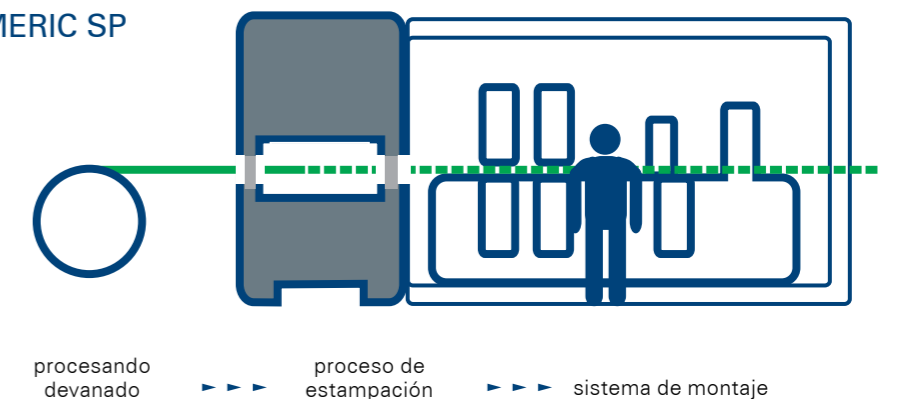 MERIC SP
procesando
devanado
proceso de
estampación
sistema de montaje